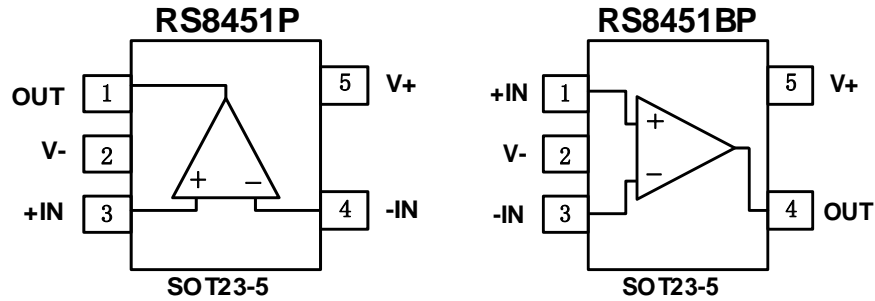 RS8451P
OUT 1
5 V+
V- 2
+IN 3
+ −
4 -IN
SOT23-5
RS8451BP
+IN 1
5 V+
+
V- 2
−
-IN 3
4 OUT
SOT23-5